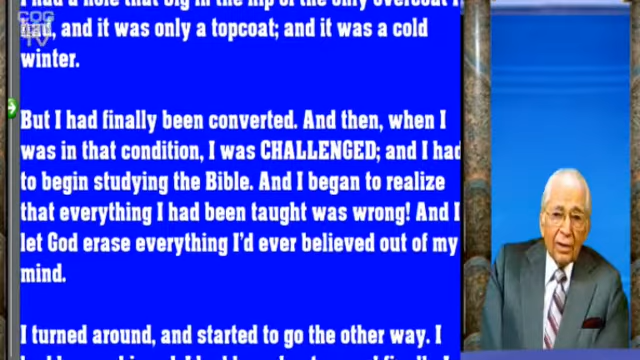 I had a hole that big in the hip of the only overcoat I
had, and it was only a topcoat; and it was a cold
winter.
But I had finally been converted. And then, when I
was in that condition, I was CHALLENGED; and I had
to begin studying the Bible. And I began to realize
that everything I had been taught was wrong! And I
let God erase everything I'd ever believed out of my
mind.
I turned around, and started to go the other way. I
COG
TV